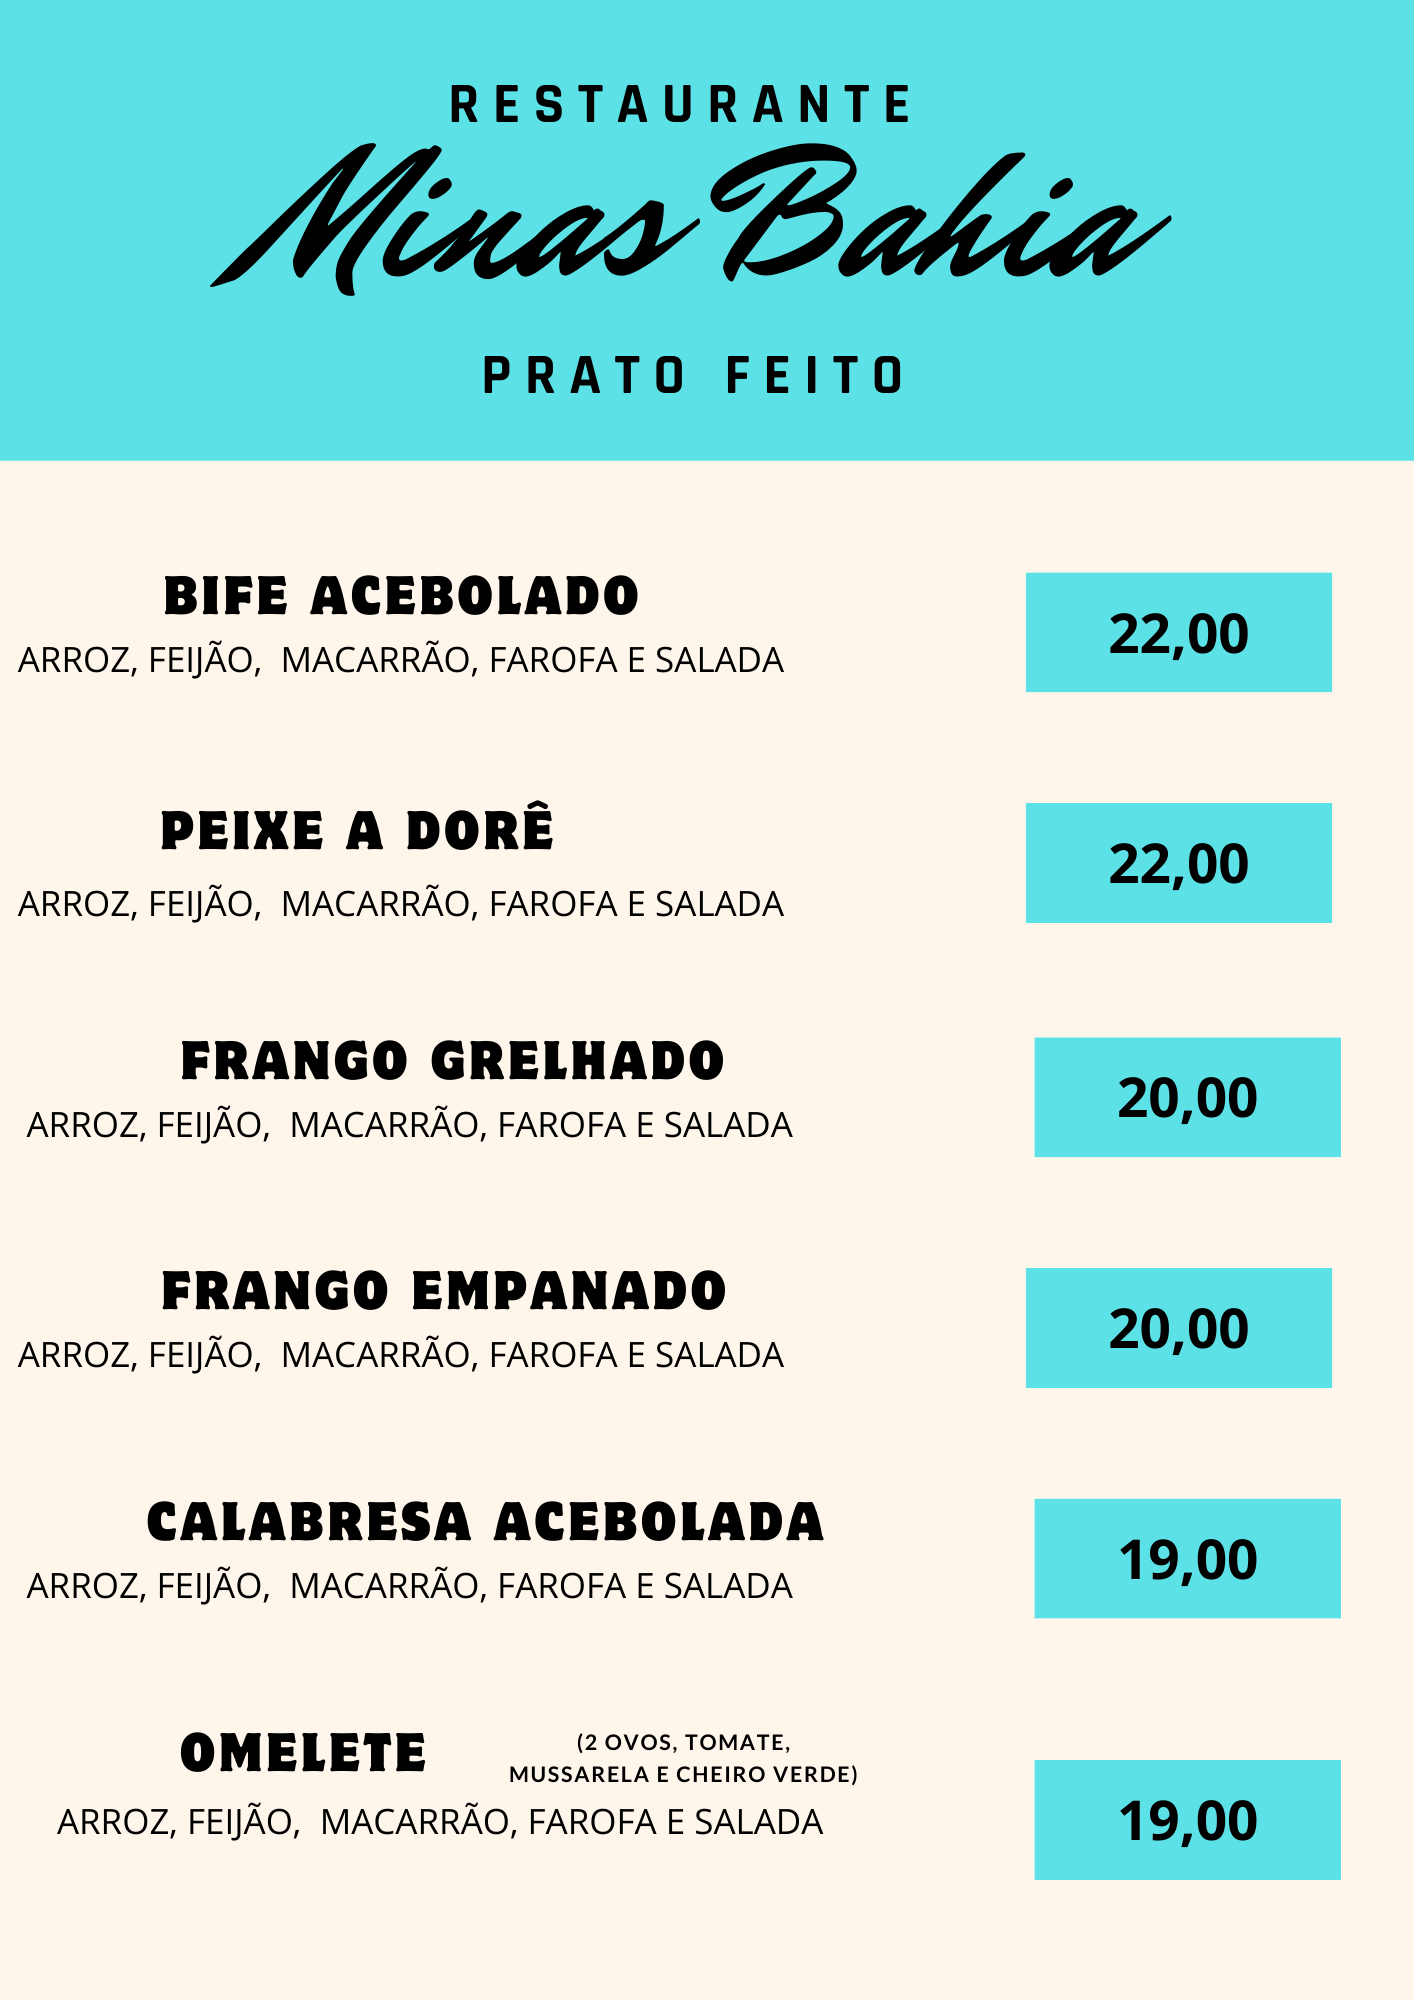 RESTAURANTE
Minas Bahia
PRATO FEITO
BIFE ACEBOLADO
22,00
ARROZ, FEIJÃO, MACARRÃO, FAROFA E SALADA
PEIXE A DORÊ
22,00
ARROZ, FEIJÃO, MACARRÃO, FAROFA E SALADA
FRANGO GRELHADO
20,00
ARROZ, FEIJÃO, MACARRÃO, FAROFA E SALADA
FRANGO EMPANADO
20,00
ARROZ, FEIJÃO, MACARRÃO, FAROFA E SALADA
CALABRESA ACEBOLADA
19,00
ARROZ, FEIJÃO, MACARRÃO, FAROFA E SALADA
OMELETE
(2 OVOS, TOMATE,
MUSSARELA E CHEIRO VERDE)
19,00
ARROZ, FEIJÃO, MACARRÃO, FAROFA E SALADA